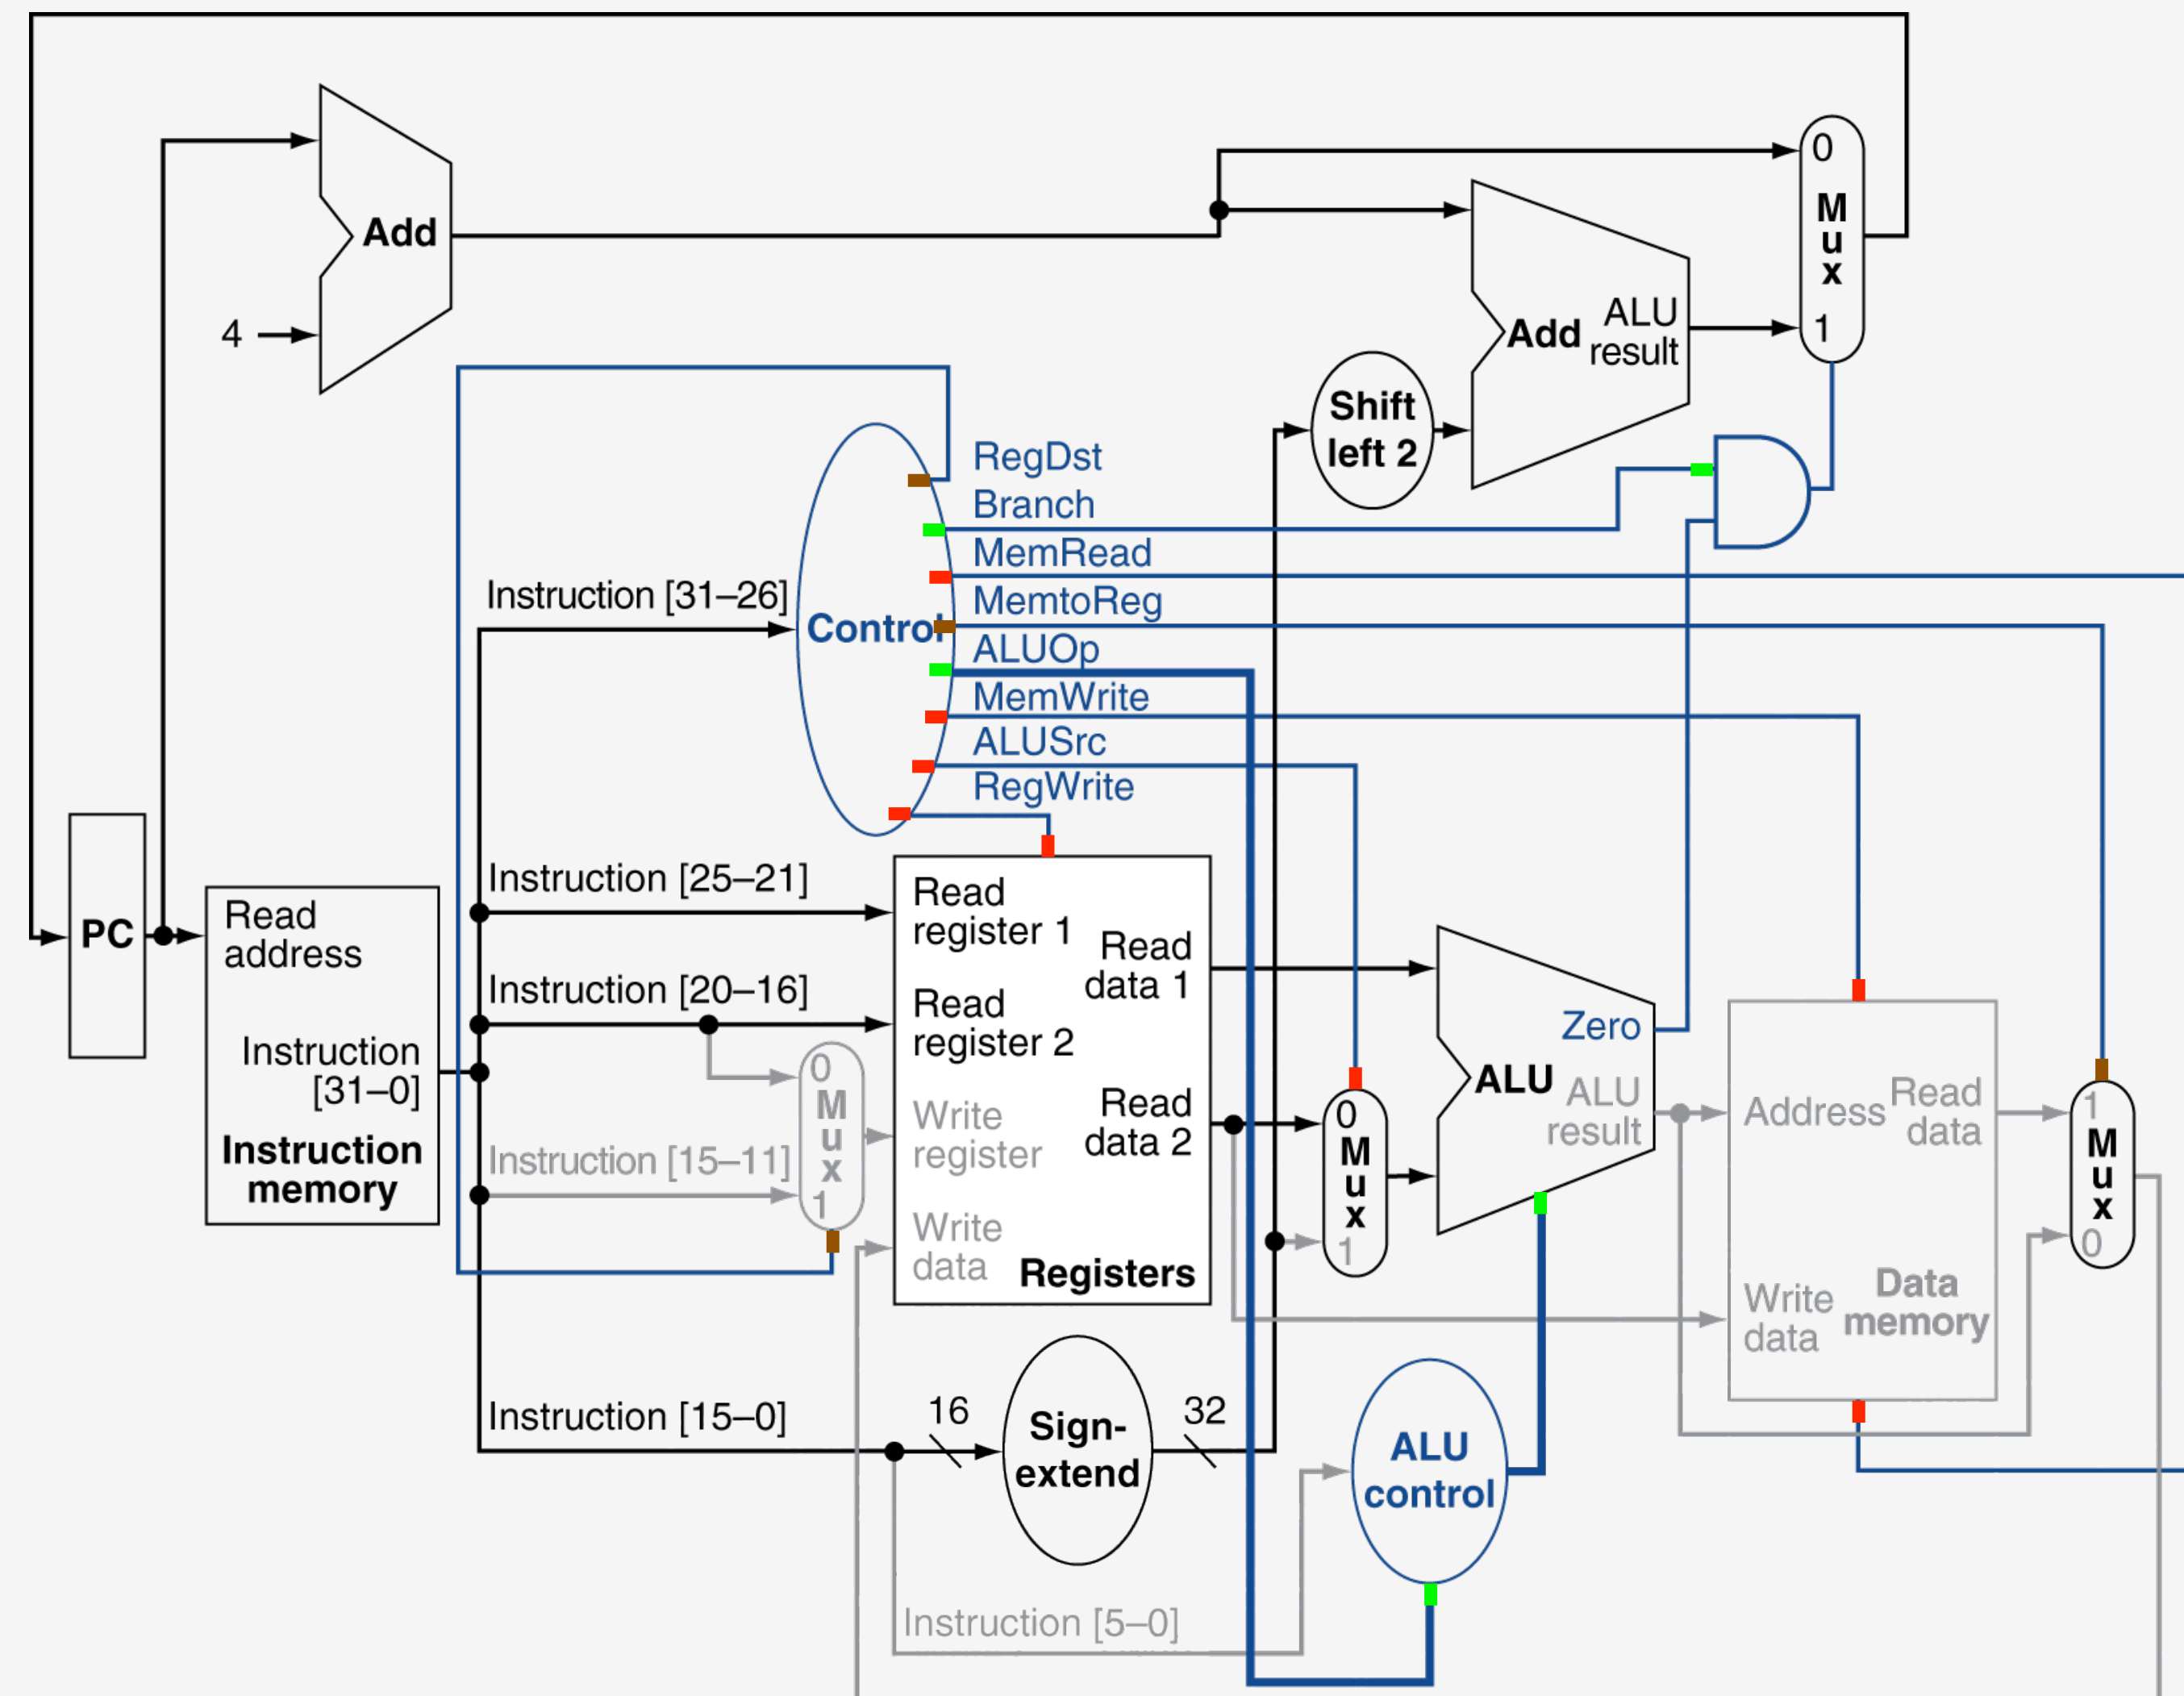 0
M
u
x
1
Add
4
Add
ALU
result
Shift
left 2
RegDst
Branch
MemRead
MemtoReg
ALUOp
MemWrite
ALUSrc
RegWrite
Control
Instruction [31–26]
Instruction [25–21]
Instruction [20–16]
Instruction [15–11]
Instruction [15–0]
Instruction [5–0]
PC
Read
address
Instruction
[31–0]
Instruction
memory
0
M
u
x
1
Read
register 1
Read
register 2
Write
register
Write
data
Read
data 1
Read
data 2
Registers
0
M
u
x
1
Zero
ALU
ALU
result
Address
Read
data
Write
data
Data
memory
1
M
u
x
0
16
Sign-
extend
32
ALU
control